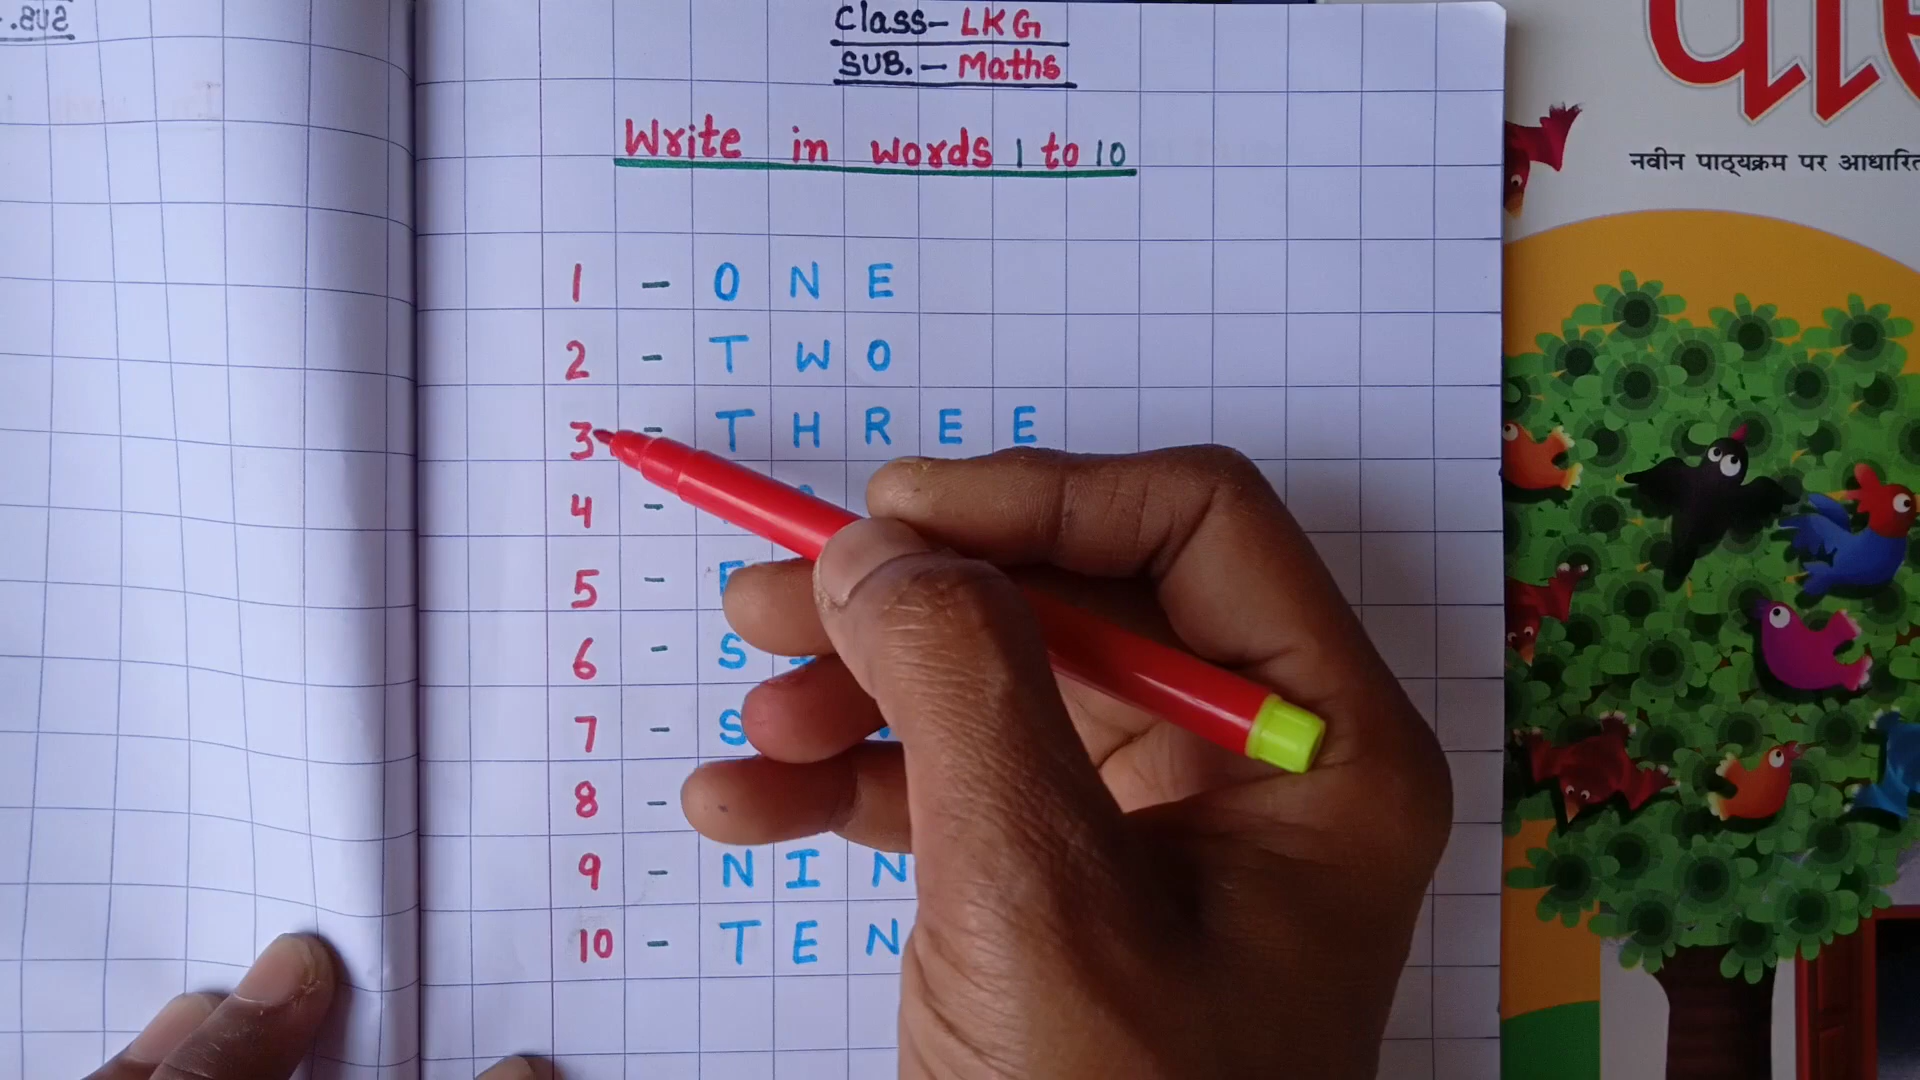 Class- LKG
SUB.- Maths
Write in words 1 to 10
1 - ONE
2 - TWO
3 - THREE
4 -
5 - F
6 - S
7 - S
8 -
9 - NIN
10 - TEN
नवीन पाठ्यक्रम पर आधारित